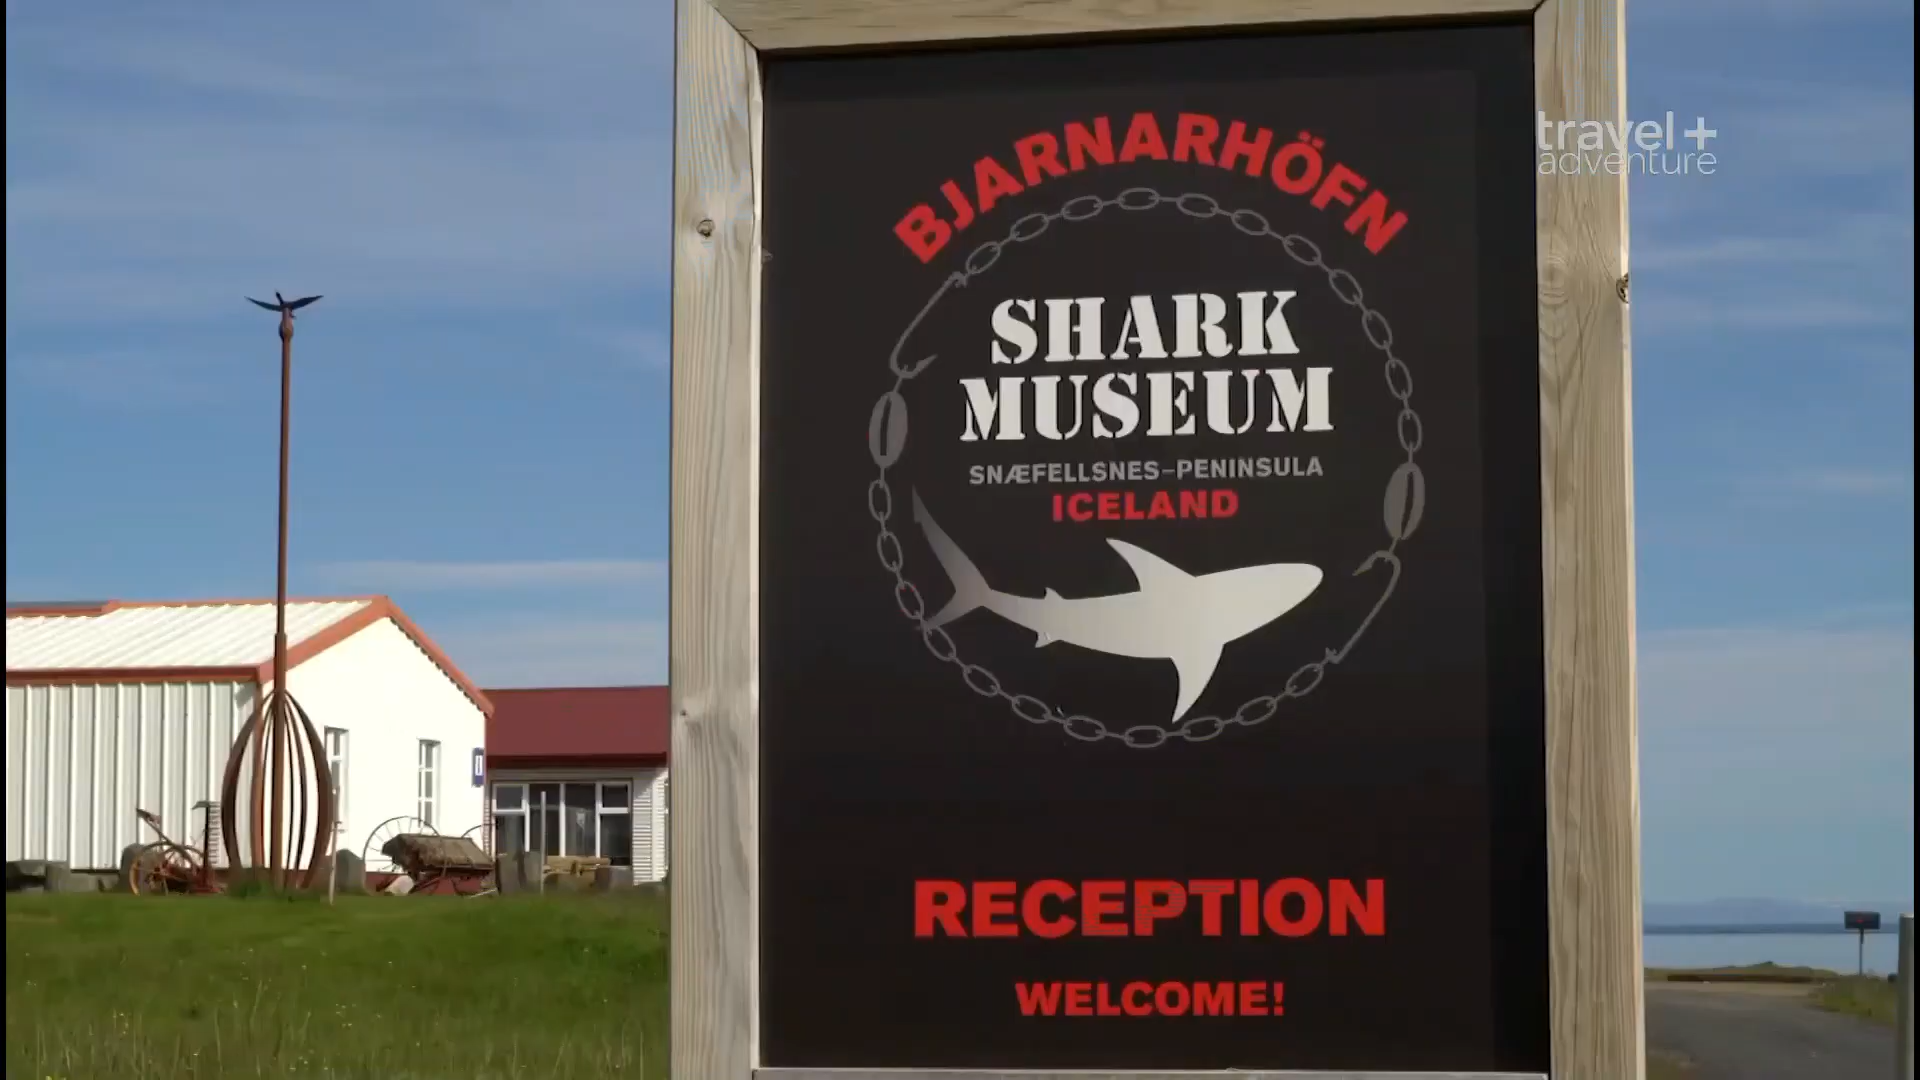 travel+
adventure
BJARNARHÖFN
SHARK
MUSEUM
SNÆFELLSNES-PENINSULA
ICELAND
RECEPTION
WELCOME!